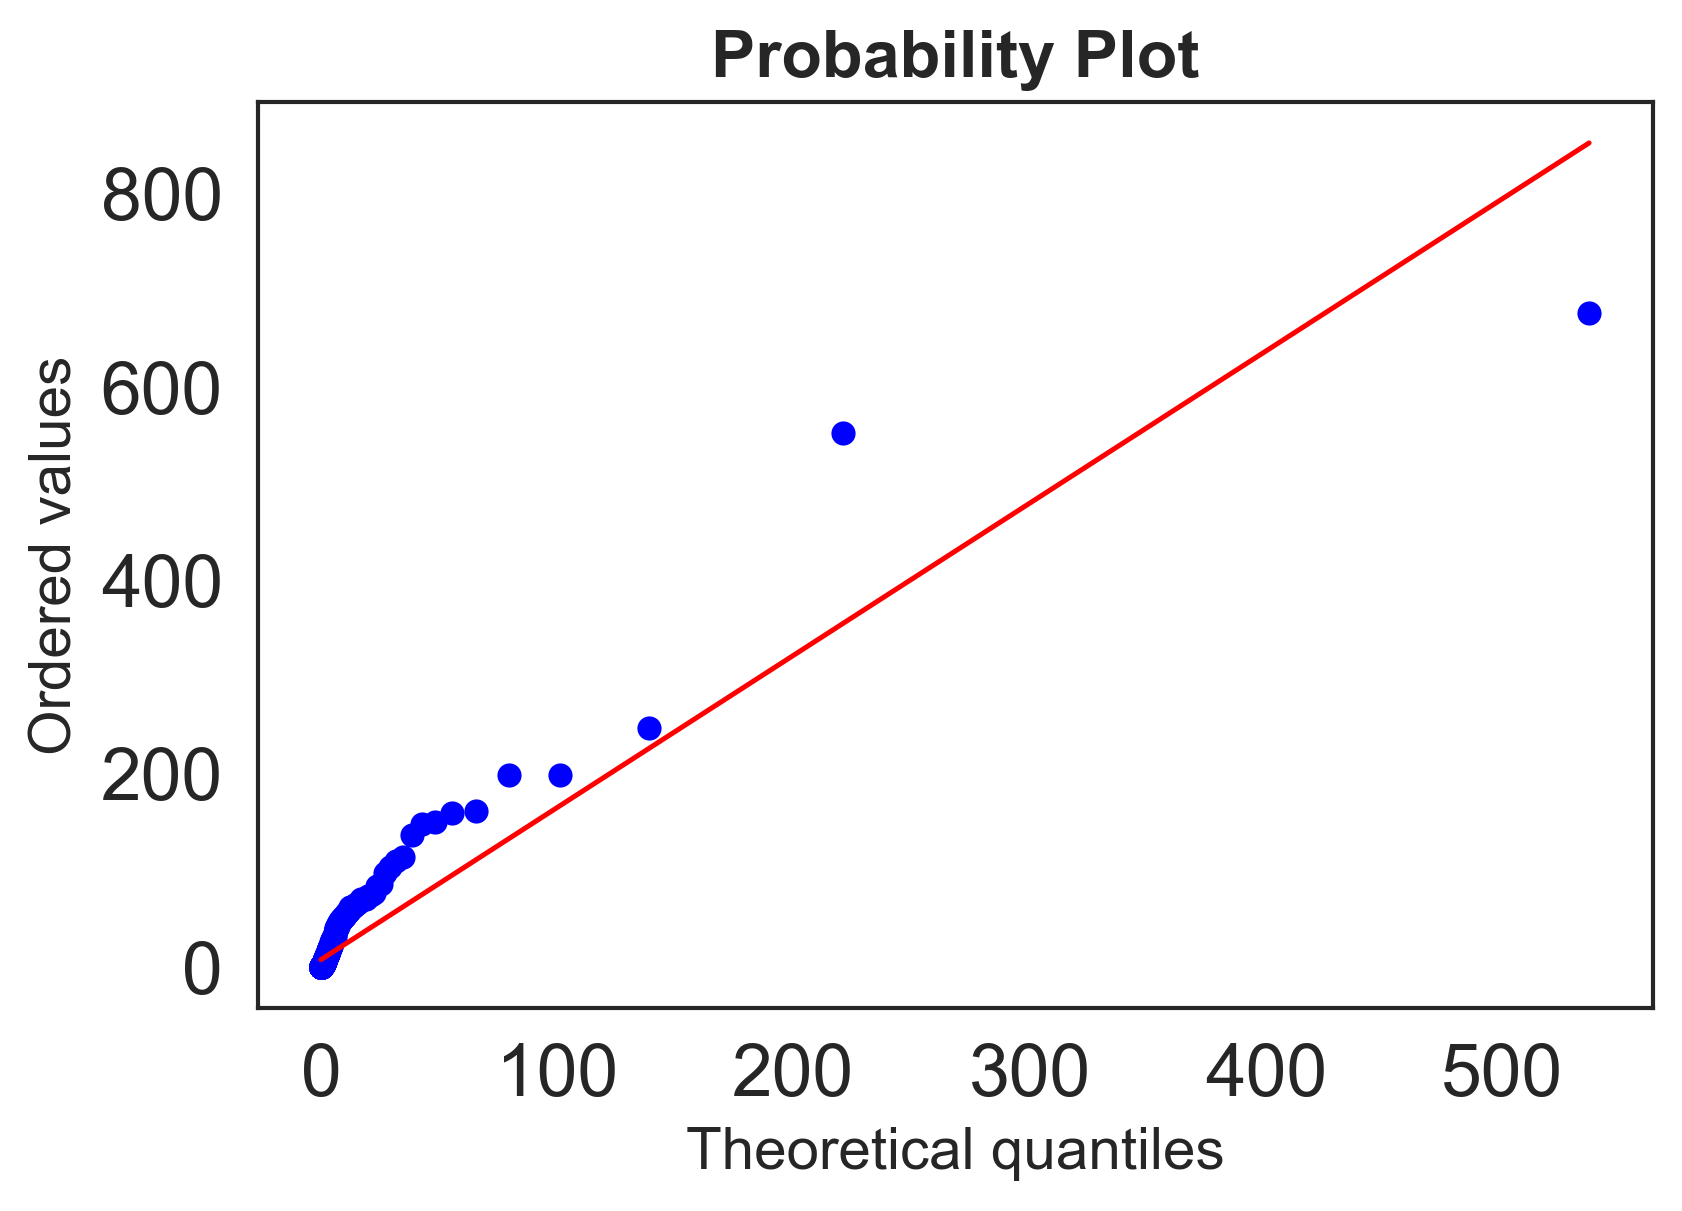 Probability Plot
800
600
400
200
0
Ordered values
0 100 200 300 400 500
Theoretical quantiles